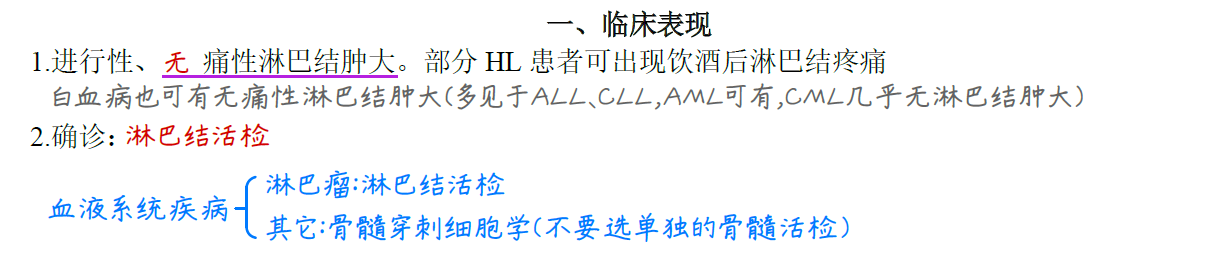 一、临床表现
1.进行性、无 痛性淋巴结肿大。部分 HL 患者可出现饮酒后淋巴结疼痛
白血病也可有无痛性淋巴结肿大(多见于ALL、CLL,AML可有,CML几乎无淋巴结肿大)
2.确诊：淋巴结活检
血液系统疾病
淋巴瘤:淋巴结活检
其它:骨髓穿刺细胞学(不要选单独的骨髓活检)